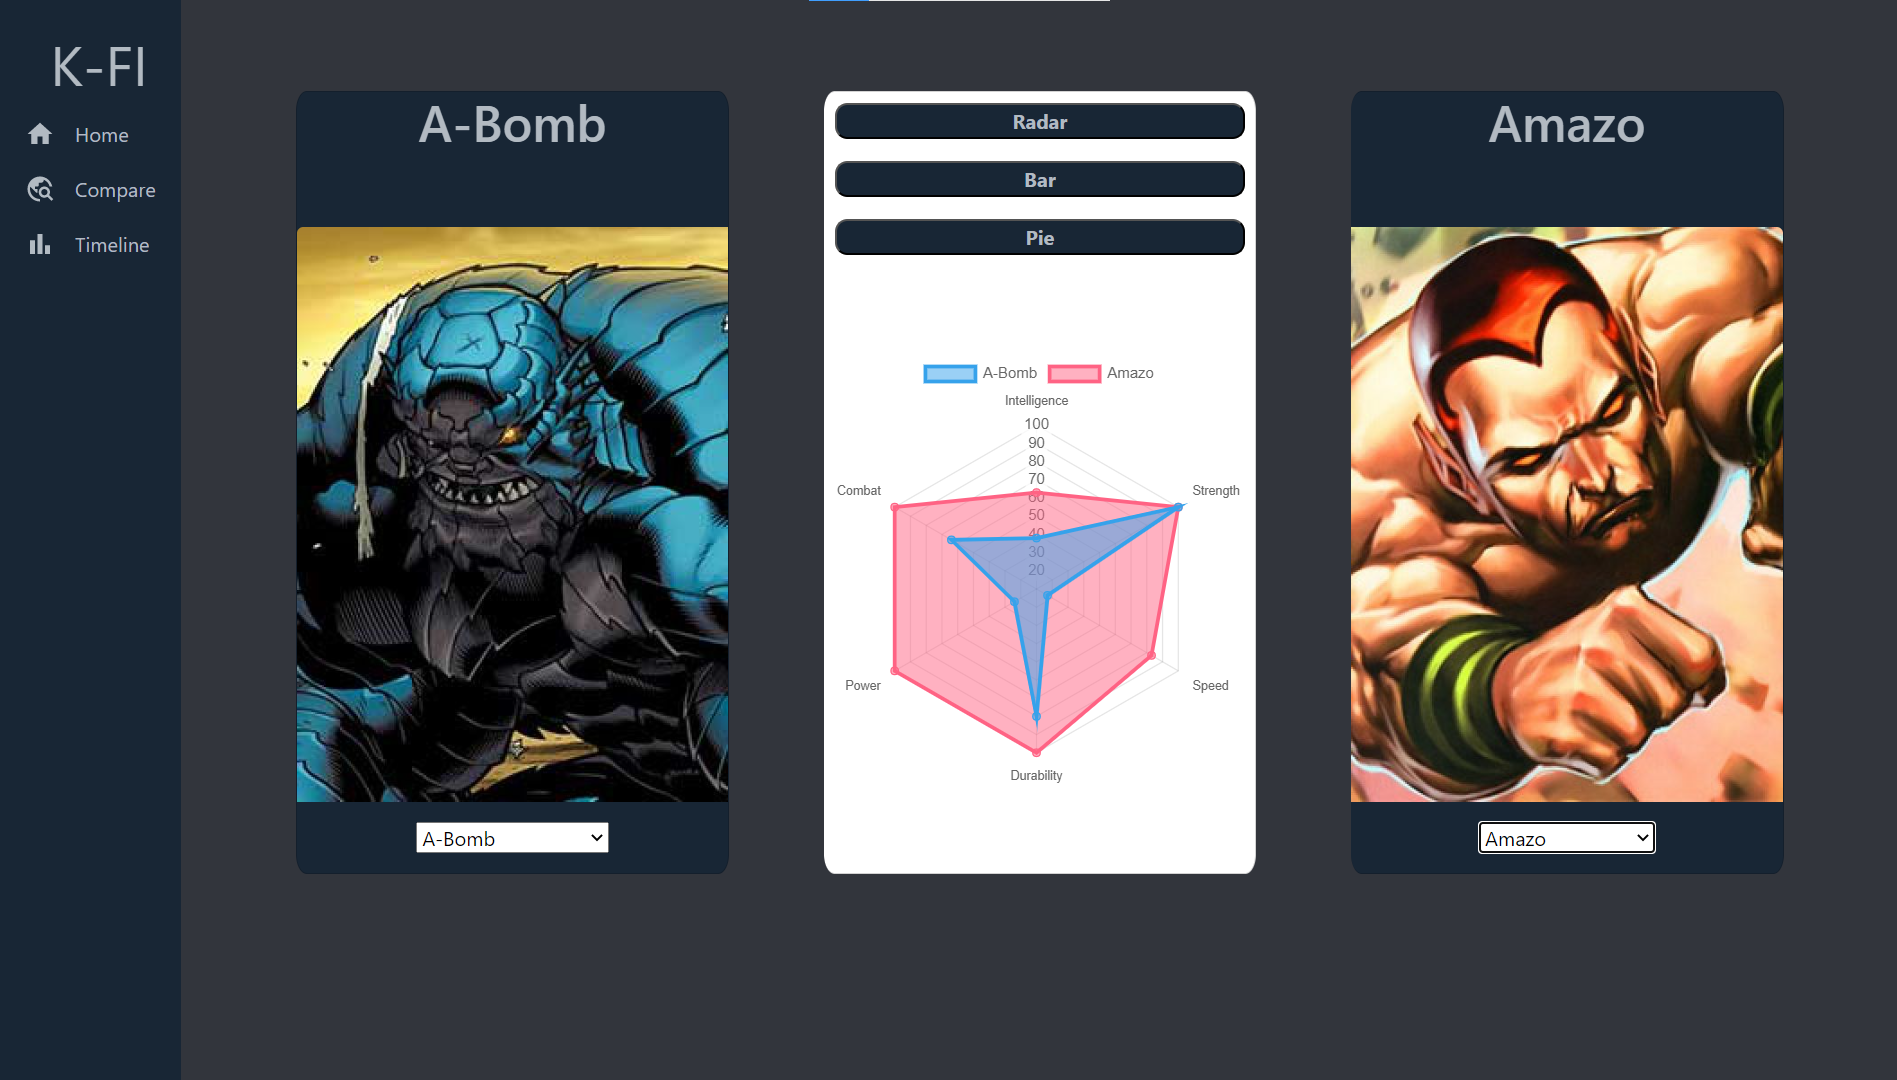 K-FI
Home
Compare
Timeline
A-Bomb
A-Bomb
Radar
Bar
Pie
A-Bomb Amazo
Intelligence
100
90
80
70
60
50
40
30
20
Combat
Strength
Power
Speed
Durability
Amazo
Amazo